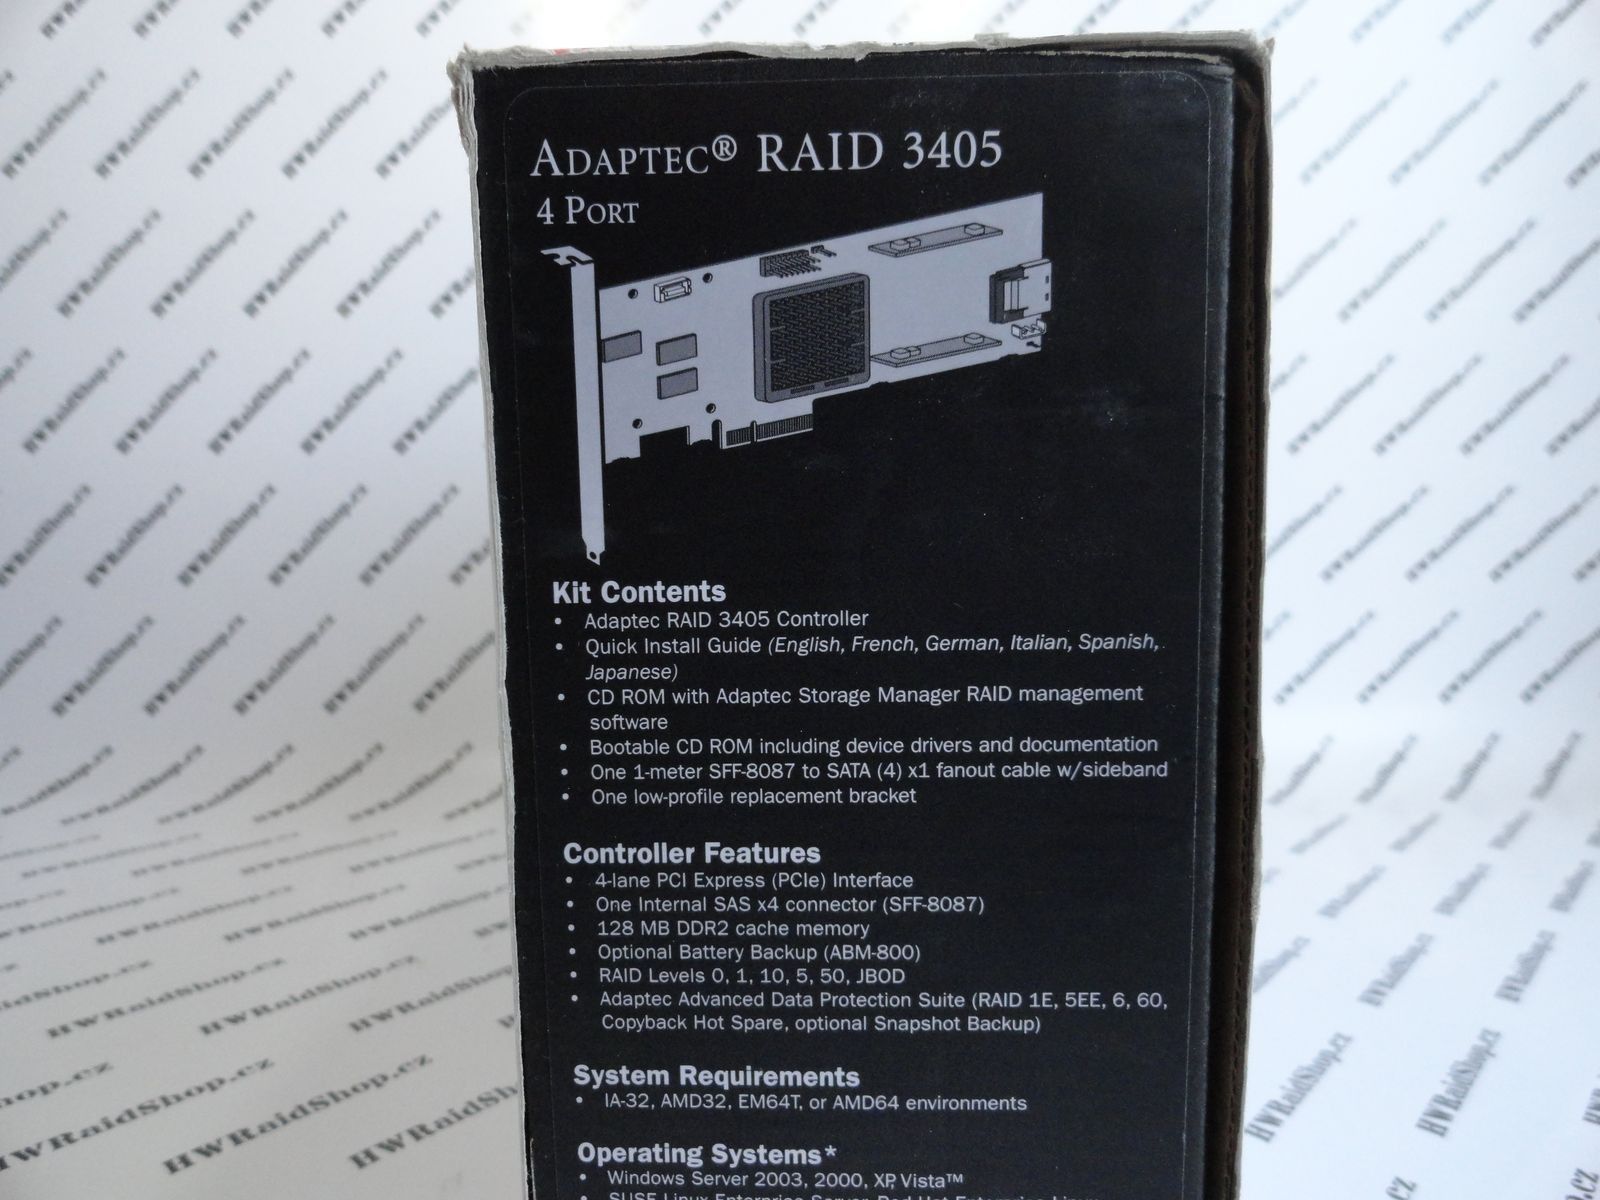 ADAPTEC® RAID 3405
4 PORT
Kit Contents
• Adaptec RAID 3405 Controller
• Quick Install Guide (English, French, German, Italian, Spanish,
Japanese)
• CD ROM with Adaptec Storage Manager RAID management
software
• Bootable CD ROM including device drivers and documentation
• One 1-meter SFF-8087 to SATA (4) x1 fanout cable w/sideband
• One low-profile replacement bracket
Controller Features
• 4-lane PCI Express (PCIe) Interface
• One Internal SAS x4 connector (SFF-8087)
• 128 MB DDR2 cache memory
• Optional Battery Backup (ABM-800)
• RAID Levels 0, 1, 10, 5, 50, JBOD
• Adaptec Advanced Data Protection Suite (RAID 1E, 5EE, 6, 60,
Copyback Hot Spare, optional Snapshot Backup)
System Requirements
• IA-32, AMD32, EM64T, or AMD64 environments
Operating Systems*
• Windows Server 2003, 2000, XP, Vista™
HWRaidShop.cz